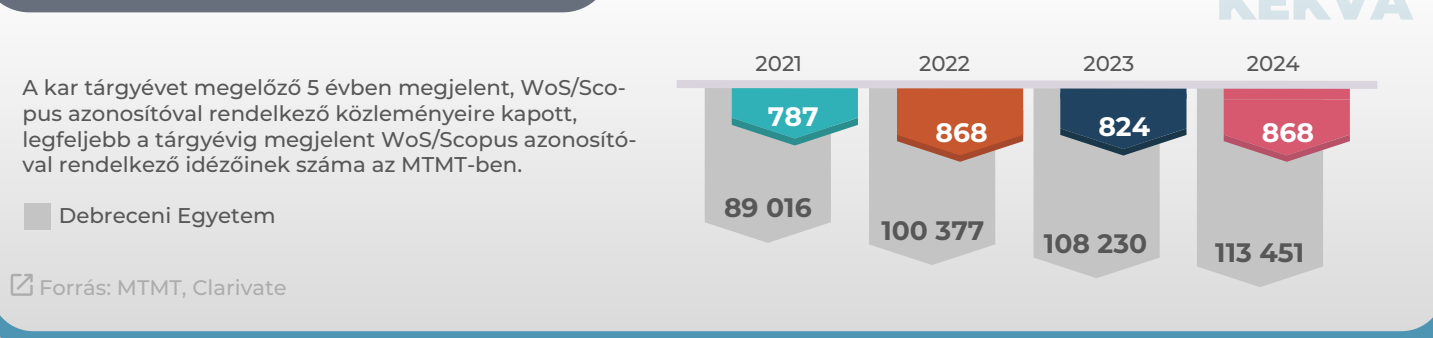 KEKVA
A kar tárgyévet megelőző 5 évben megjelent, WoS/Sco-
pus azonosítóval rendelkező közleményeire kapott,
legfeljebb a tárgyévig megjelent WoS/Scopus azonosító-
val rendelkező idézőinek száma az MTMT-ben.
Debreceni Egyetem
Forrás: MTMT, Clarivate
2021 2022 2023 2024
787 868 824 868
89 016 100 377 108 230 113 451